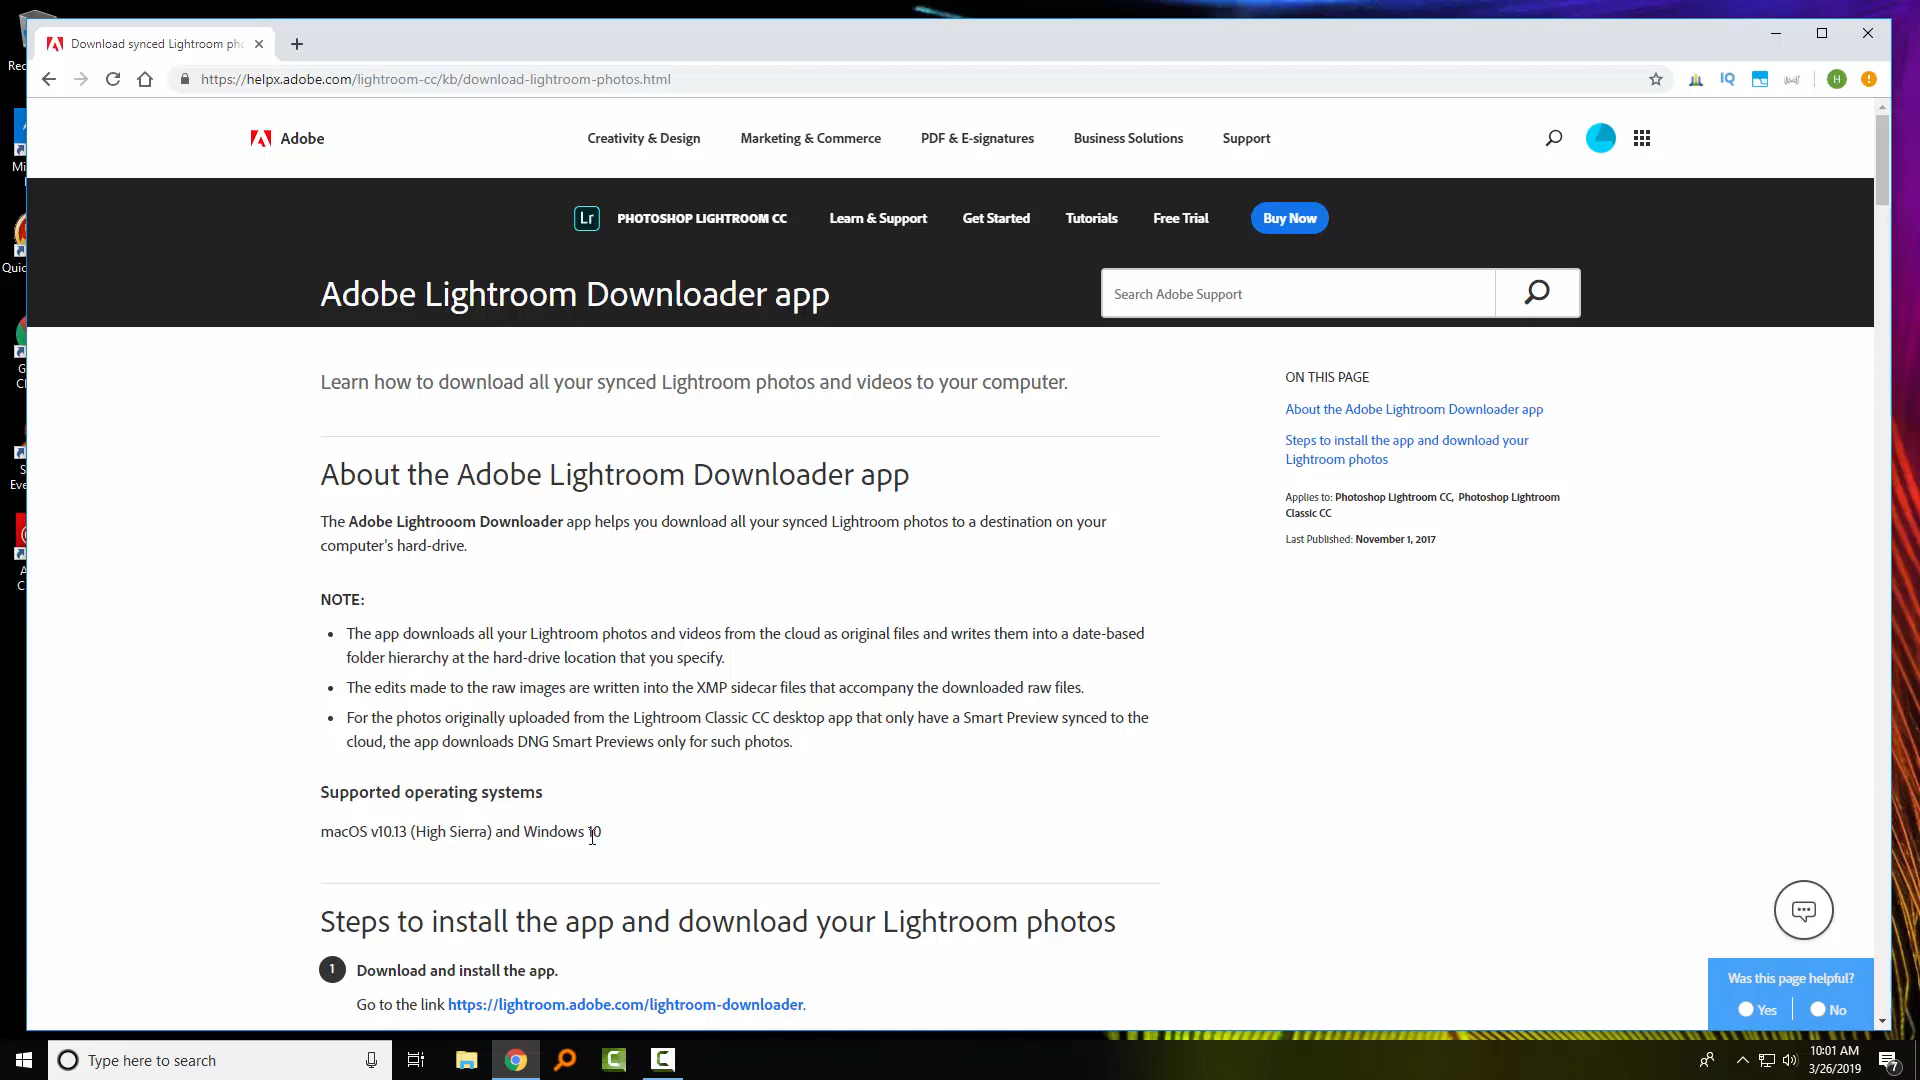 Download synced Lightroom pho
https://helpx.adobe.com/lightroom-cc/kb/download-lightroom-photos.html
IQ
H
Adobe
Creativity & Design
Marketing & Commerce
PDF & E-signatures
Business Solutions
Support
Lr
PHOTOSHOP LIGHTROOM CC
Learn & Support
Get Started
Tutorials
Free Trial
Buy Now
Adobe Lightroom Downloader app
Search Adobe Support
Learn how to download all your synced Lightroom photos and videos to your computer.
About the Adobe Lightroom Downloader app
The Adobe Lightrooom Downloader app helps you download all your synced Lightroom photos to a destination on your
computer's hard-drive.
NOTE:
The app downloads all your Lightroom photos and videos from the cloud as original files and writes them into a date-based
folder hierarchy at the hard-drive location that you specify.
The edits made to the raw images are written into the XMP sidecar files that accompany the downloaded raw files.
For the photos originally uploaded from the Lightroom Classic CC desktop app that only have a Smart Preview synced to the
cloud, the app downloads DNG Smart Previews only for such photos.
Supported operating systems
macOS v10.13 (High Sierra) and Windows 10
Steps to install the app and download your Lightroom photos
1 Download and install the app.
Go to the link https://lightroom.adobe.com/lightroom-downloader.
ON THIS PAGE
About the Adobe Lightroom Downloader app
Steps to install the app and download your
Lightroom photos
Applies to: Photoshop Lightroom CC, Photoshop Lightroom
Classic CC
Last Published: November 1, 2017
Was this page helpful?
Yes
No
Rec
Mi
Quic
G
C
S
Eve
A
C
Type here to search
10:01 AM
3/26/2019
7